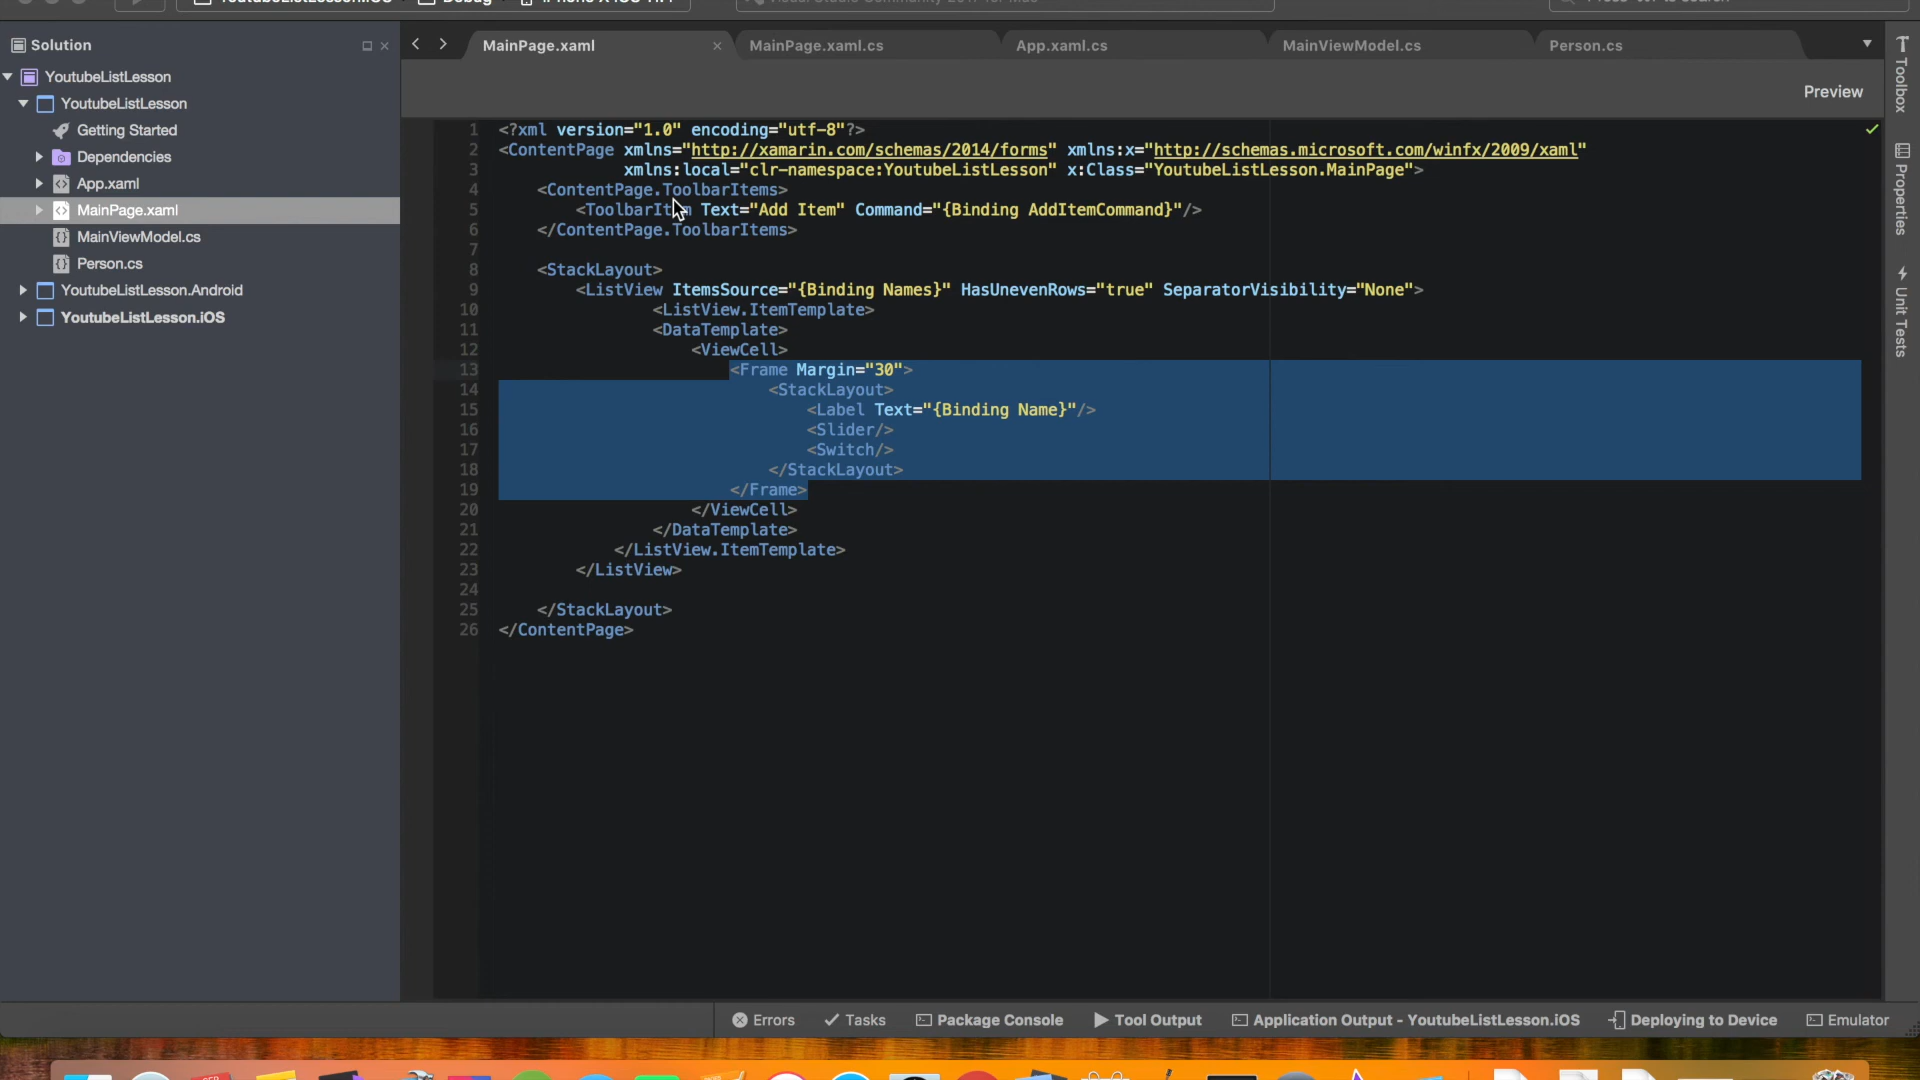 Solution
MainPage.xaml
MainPage.xaml.cs
App.xaml.cs
MainViewModel.cs
Person.cs
YoutubeListLesson
YoutubeListLesson
Getting Started
Dependencies
App.xaml
MainPage.xaml
MainViewModel.cs
Person.cs
YoutubeListLesson.Android
YoutubeListLesson.iOS
Preview
1 <?xml version="1.0" encoding="utf-8"?>
2 <ContentPage xmlns="http://xamarin.com/schemas/2014/forms" xmlns:x="http://schemas.microsoft.com/winfx/2009/xaml"
3 xmlns:local="clr-namespace:YoutubeListLesson" x:Class="YoutubeListLesson.MainPage">
4 <ContentPage.ToolbarItems>
5 <ToolbarItem Text="Add Item" Command="{Binding AddItemCommand}"/>
6 </ContentPage.ToolbarItems>
7
8 <StackLayout>
9 <ListView ItemsSource="{Binding Names}" HasUnevenRows="true" SeparatorVisibility="None">
10 <ListView.ItemTemplate>
11 <DataTemplate>
12 <ViewCell>
13 <Frame Margin="30">
14 <StackLayout>
15 <Label Text="{Binding Name}"/>
16 <Slider/>
17 <Switch/>
18 </StackLayout>
19 </Frame>
20 </ViewCell>
21 </DataTemplate>
22 </ListView.ItemTemplate>
23 </ListView>
24
25 </StackLayout>
26 </ContentPage>
Toolbox
Properties
Unit Tests
Errors
Tasks
Package Console
Tool Output
Application Output - YoutubeListLesson.iOS
Deploying to Device
Emulator